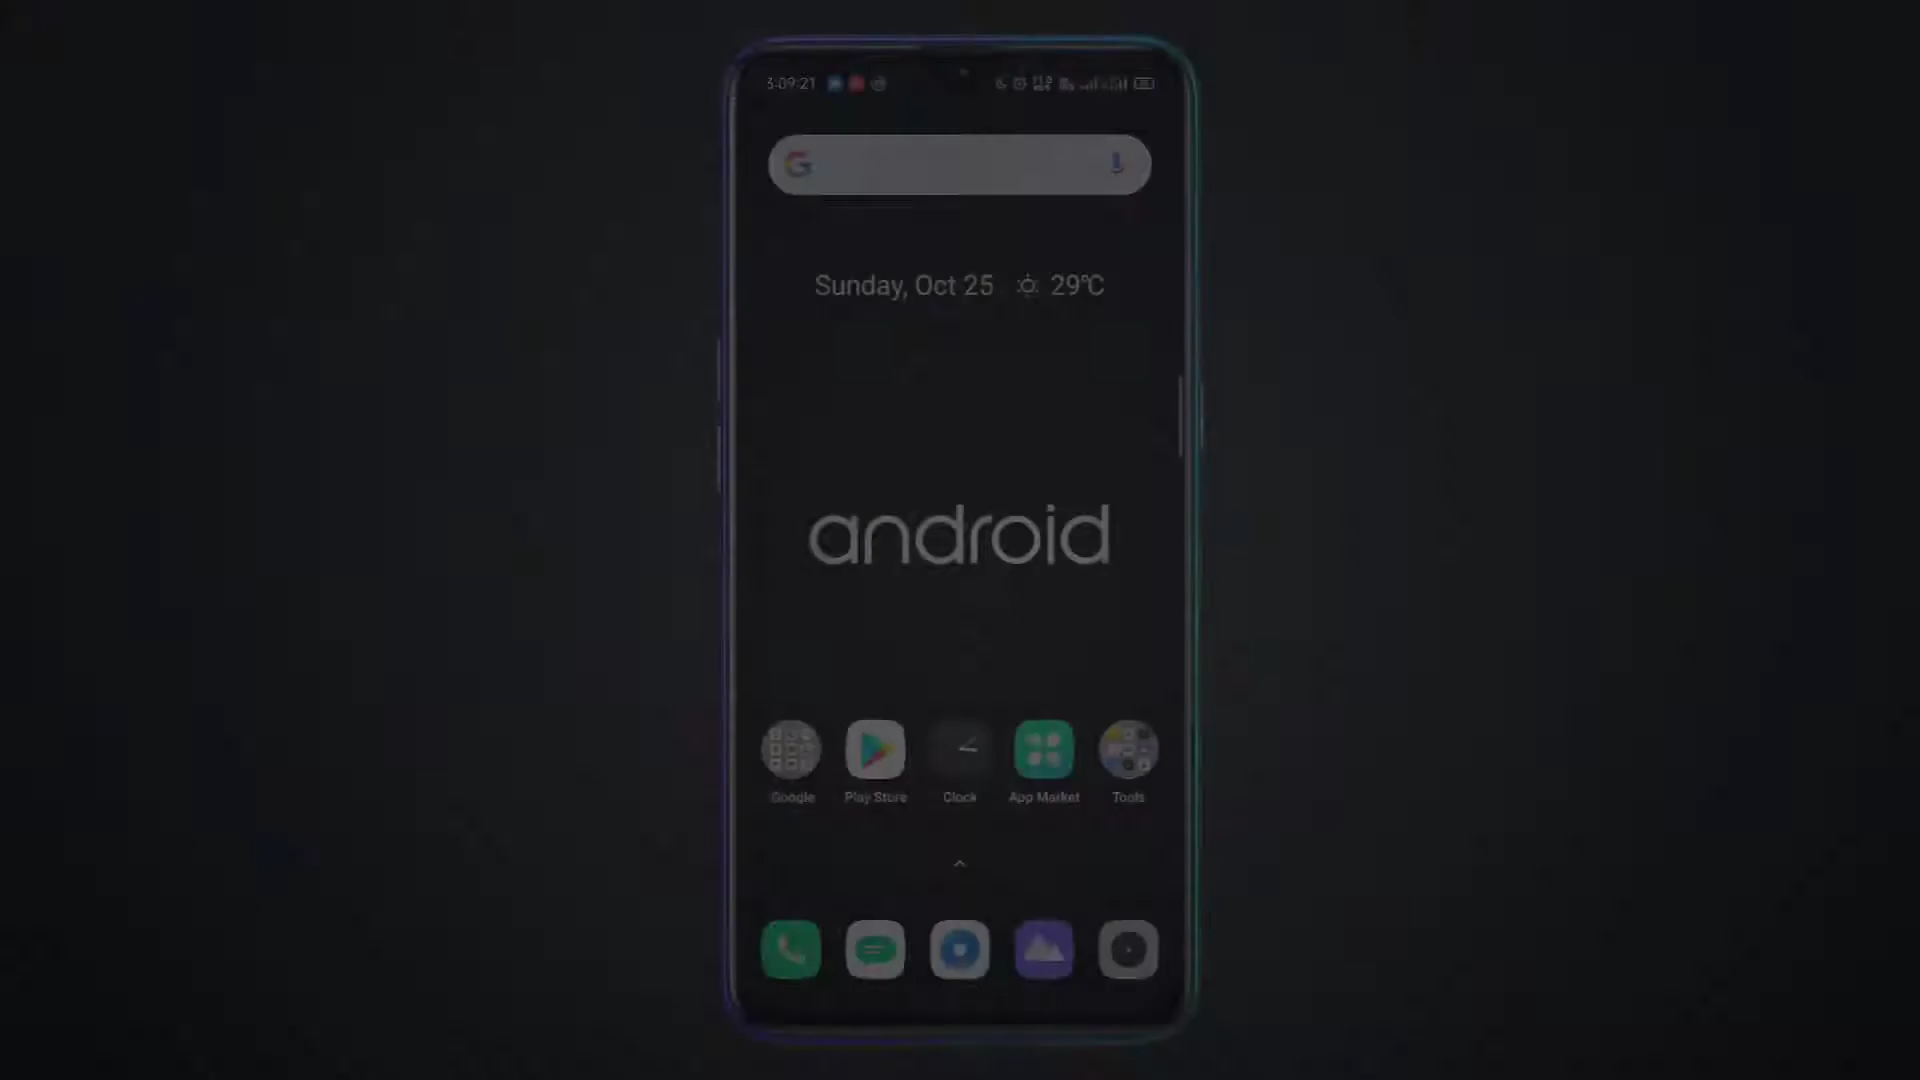 3:09:21
Sunday, Oct 25 29℃
android
Google Play Store Clock App Market Tools